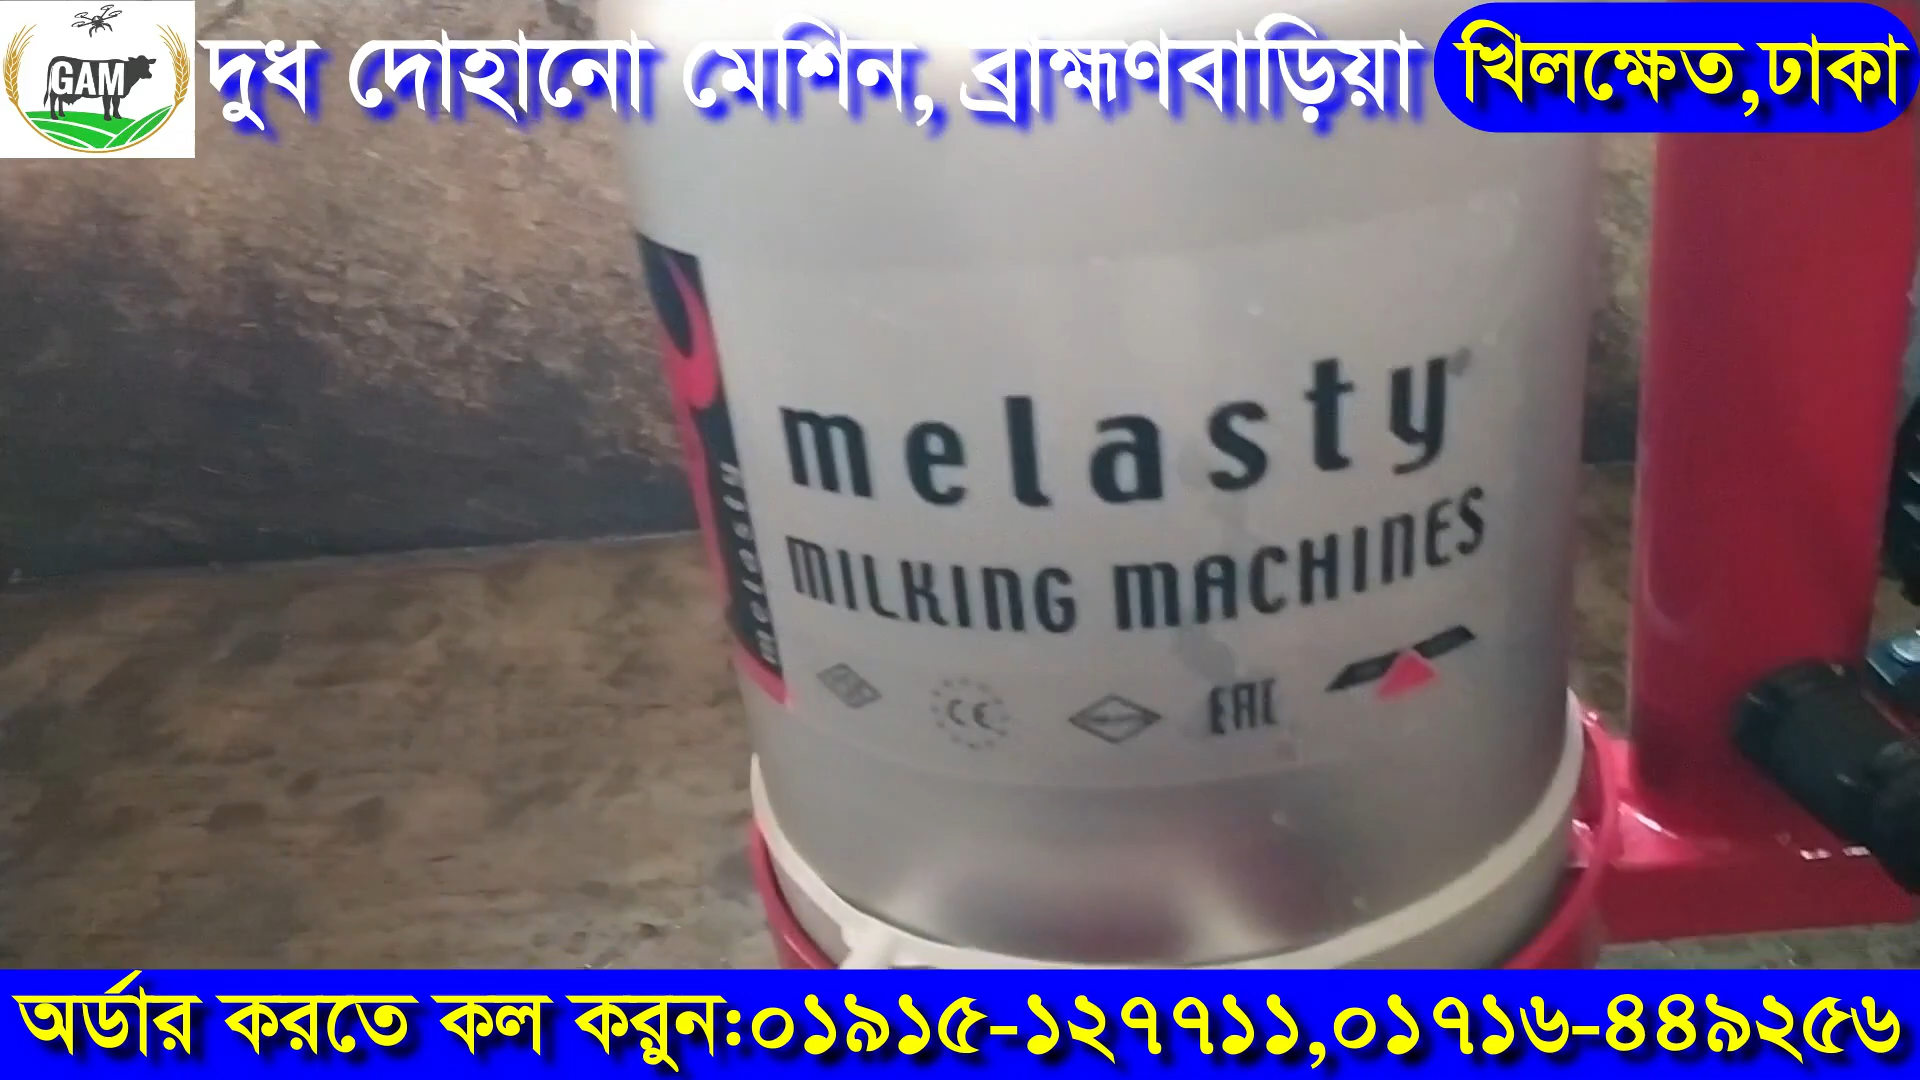 GAM
দুধ দোহানো মেশিন, ব্রাহ্মণবাড়িয়া
খিলক্ষেত,ঢাকা
melasty
melasty®
MILKING MACHINES
CE
EAC
অর্ডার করতে কল করুন:০১৯১৫-১২৭৭১১,০১৭১৬-৪৪৯২৫৬